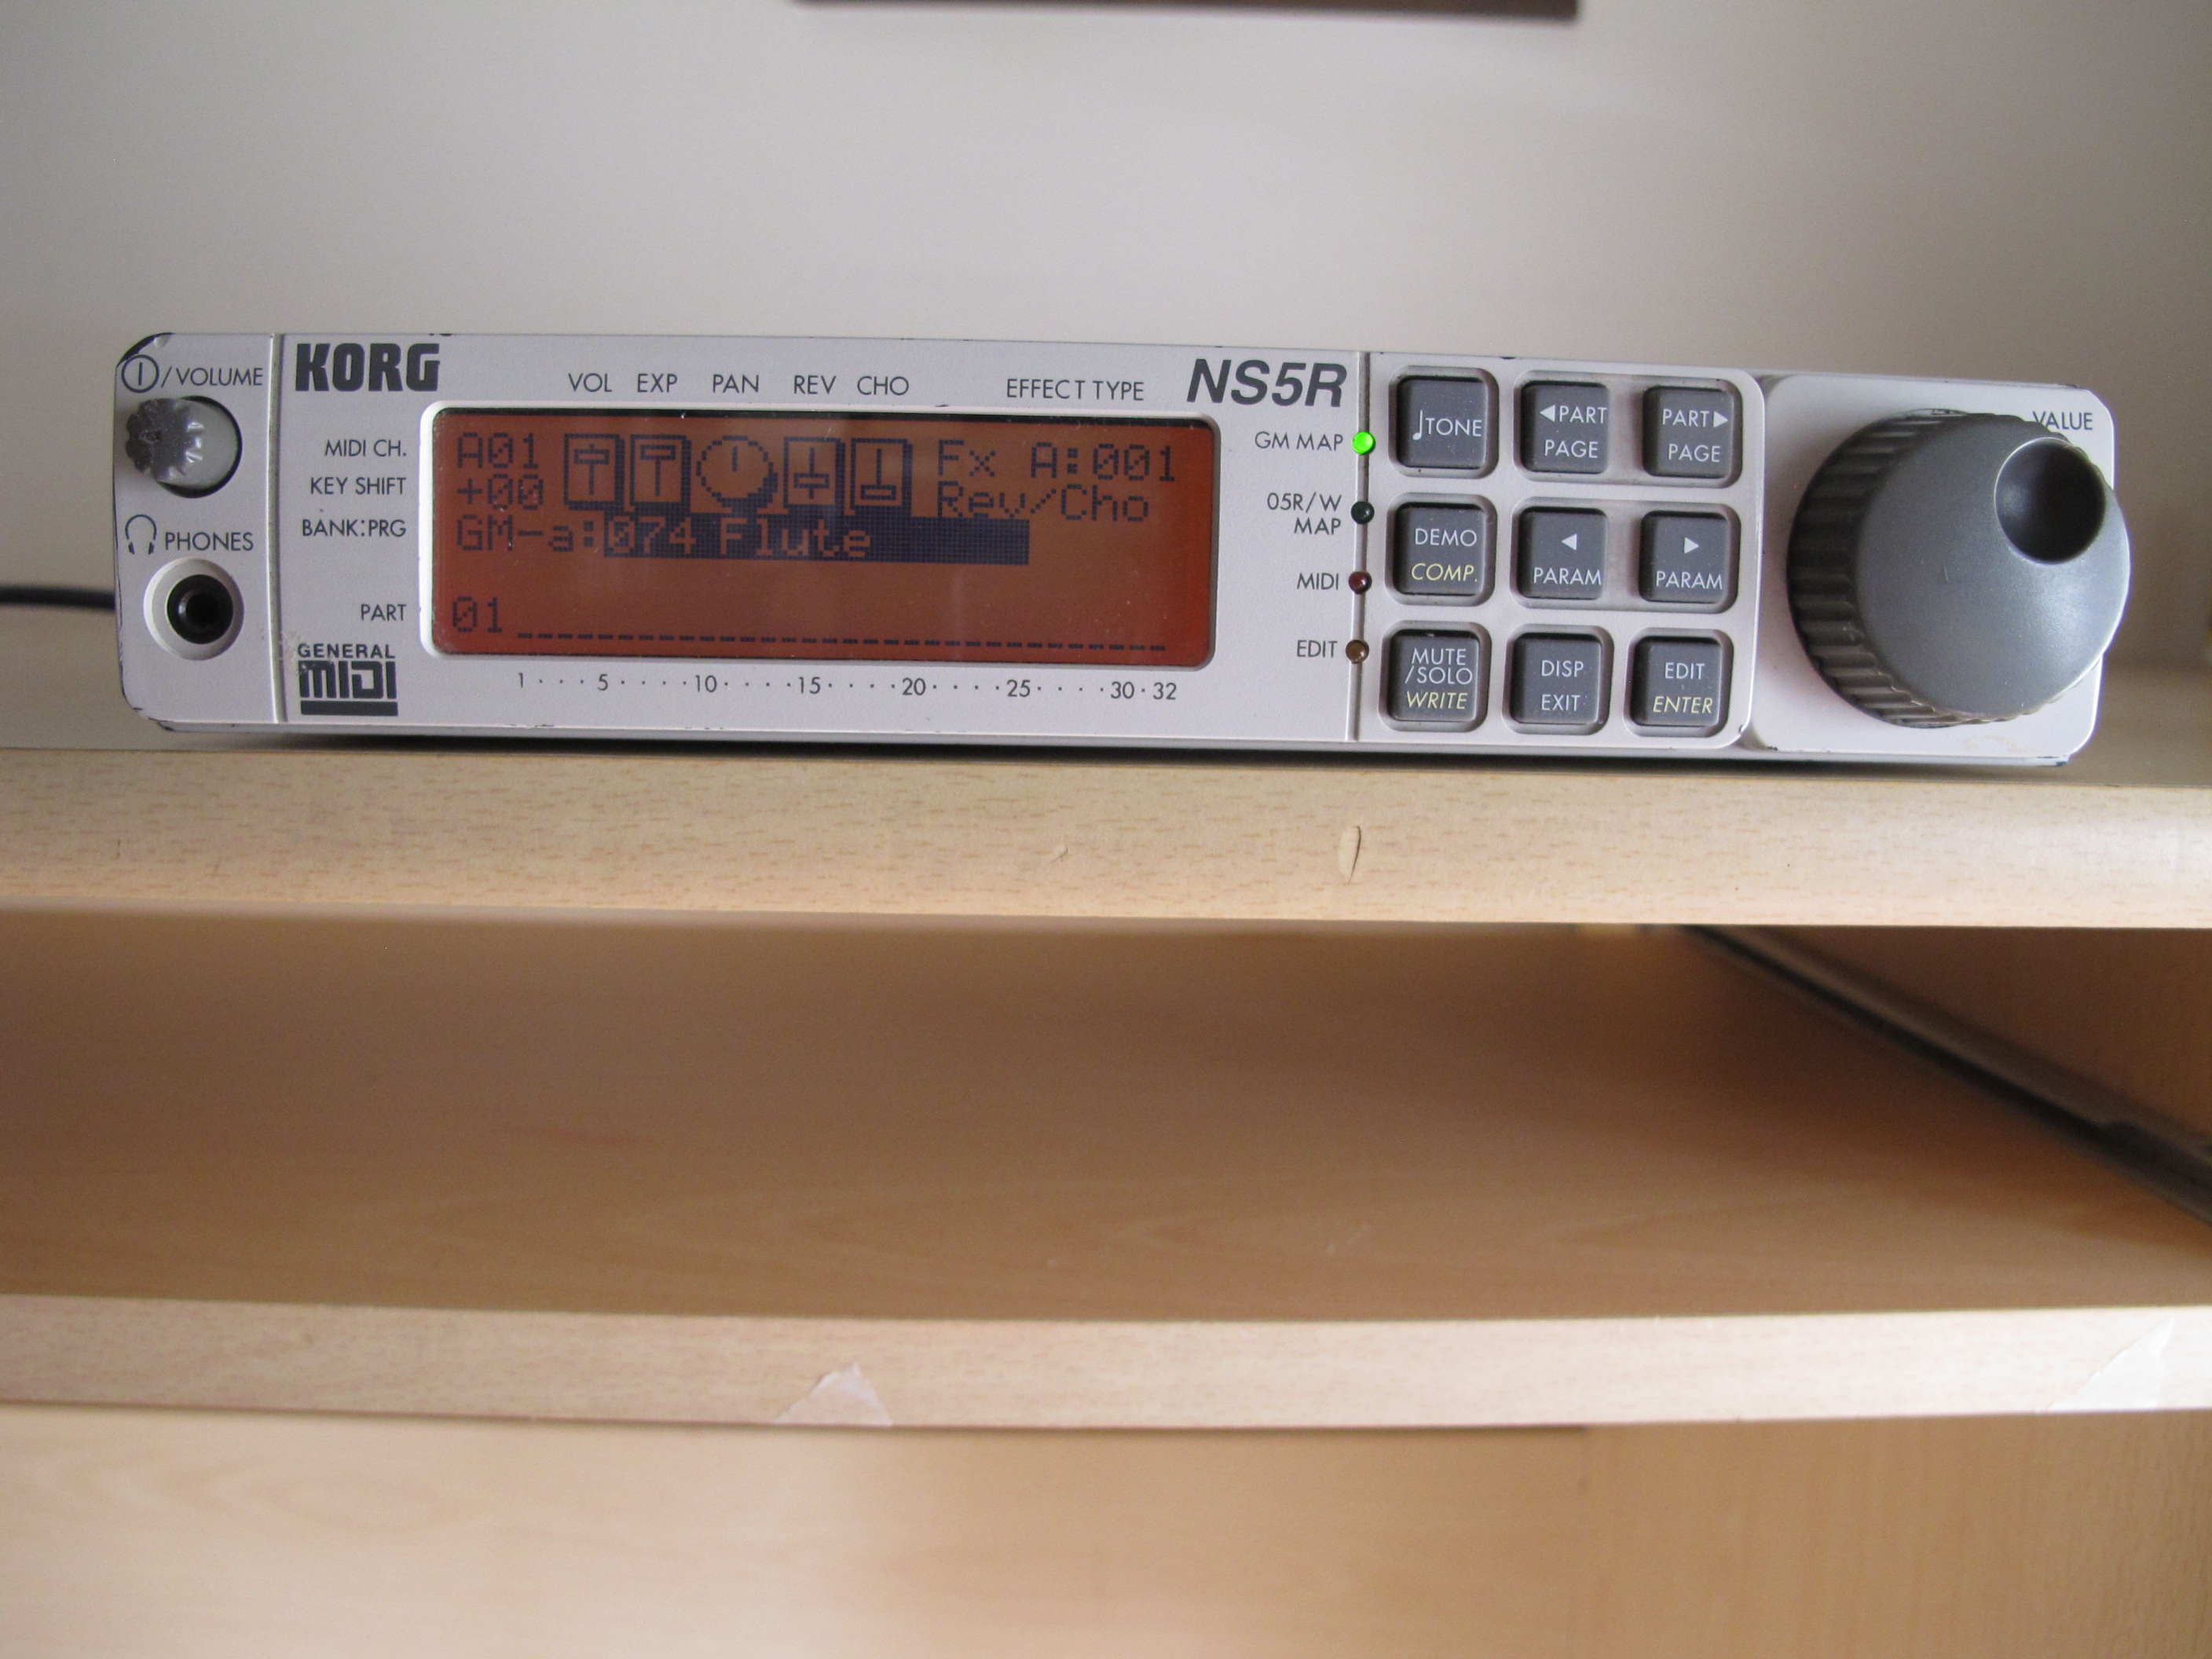 /VOLUME
PHONES
KORG
VOL EXP PAN REV CHO EFFECT TYPE
NS5R
MIDI CH.
KEY SHIFT
BANK:PRG
PART
GENERAL
MIDI
A01 Fx A:001
+00 Rev/Cho
GM-a:074 Flute
01
1 · · · 5 · · · · 10 · · · · 15 · · · · 20 · · · · 25 · · · · 30 · 32
GM MAP
05R/W
MAP
MIDI
EDIT
♩TONE
◀PART
PAGE
PART▶
PAGE
DEMO
COMP.
◀
PARAM
▶
PARAM
MUTE
/SOLO
WRITE
DISP
EXIT
EDIT
ENTER
VALUE